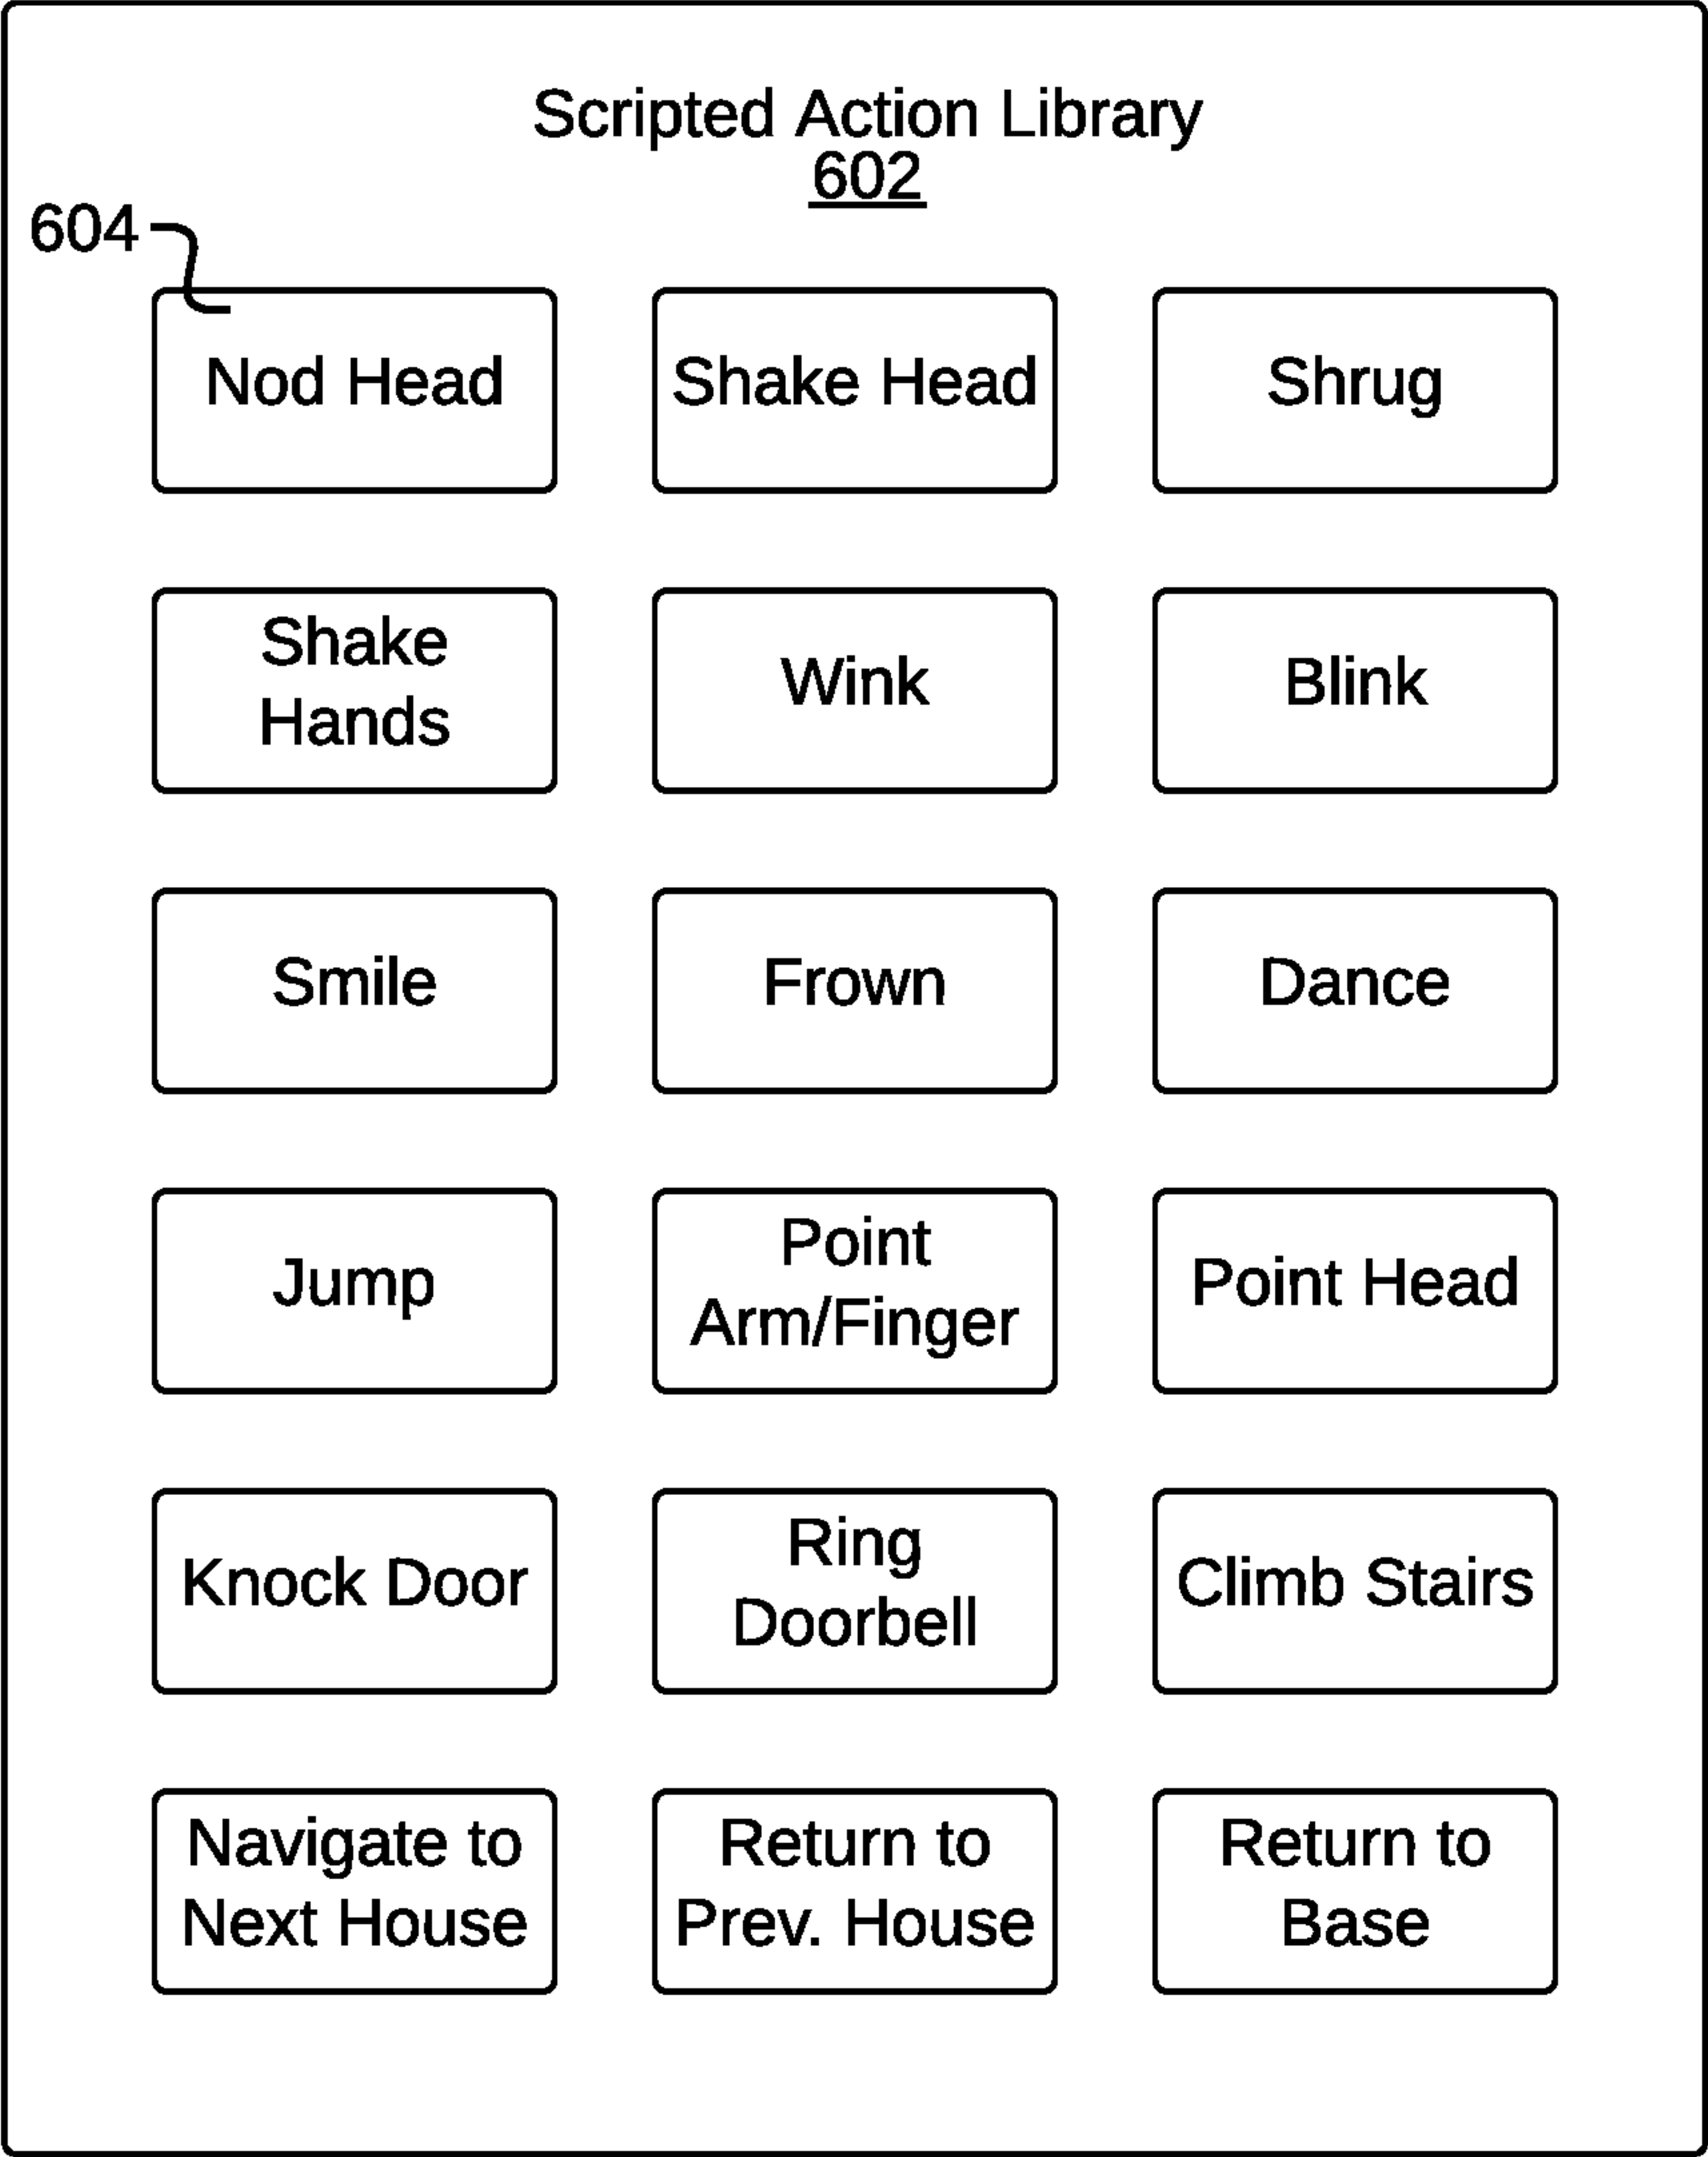 Scripted Action Library
602
604
Nod Head
Shake Head
Shrug
Shake
Hands
Wink
Blink
Smile
Frown
Dance
Jump
Point
Arm/Finger
Point Head
Knock Door
Ring
Doorbell
Climb Stairs
Navigate to
Next House
Return to
Prev. House
Return to
Base